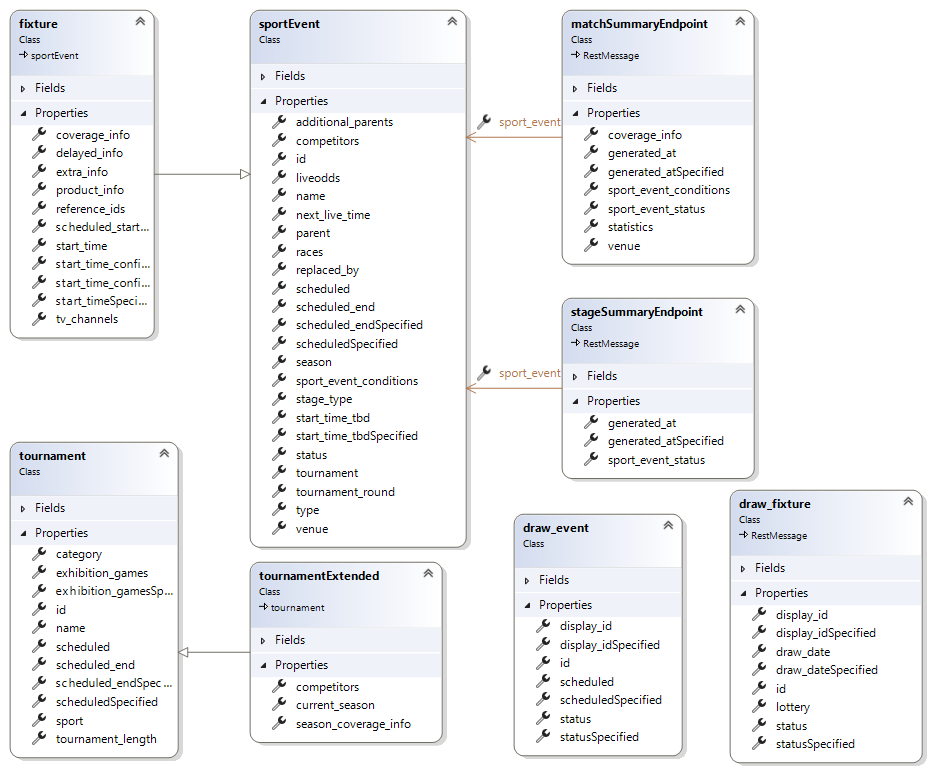 fixture
Class
sportEvent
Fields
Properties
coverage_info
delayed_info
extra_info
product_info
reference_ids
scheduled_start...
start_time
start_time_confi...
start_time_confi...
start_timeSpeci...
tv_channels
sportEvent
Class
Fields
Properties
additional_parents
competitors
id
liveodds
name
next_live_time
parent
races
replaced_by
scheduled
scheduled_end
scheduled_endSpecified
scheduledSpecified
season
sport_event_conditions
stage_type
start_time_tbd
start_time_tbdSpecified
status
tournament
tournament_round
type
venue
sport_event
matchSummaryEndpoint
Class
RestMessage
Fields
Properties
coverage_info
generated_at
generated_atSpecified
sport_event_conditions
sport_event_status
statistics
venue
sport_event
stageSummaryEndpoint
Class
RestMessage
Fields
Properties
generated_at
generated_atSpecified
sport_event_status
tournament
Class
Fields
Properties
category
exhibition_games
exhibition_gamesSp...
id
name
scheduled
scheduled_end
scheduled_endSpec...
scheduledSpecified
sport
tournament_length
tournamentExtended
Class
tournament
Fields
Properties
competitors
current_season
season_coverage_info
draw_event
Class
Fields
Properties
display_id
display_idSpecified
id
scheduled
scheduledSpecified
status
statusSpecified
draw_fixture
Class
RestMessage
Fields
Properties
display_id
display_idSpecified
draw_date
draw_dateSpecified
id
lottery
status
statusSpecified